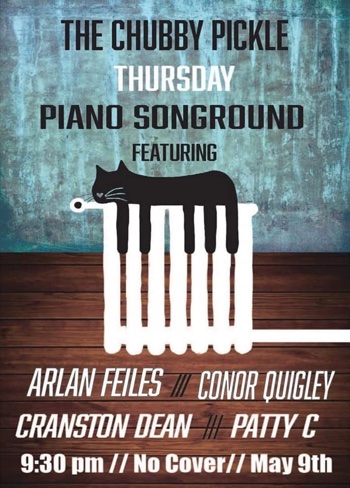 THE CHUBBY PICKLE
THURSDAY
PIANO SONGROUND
FEATURING
ARLAN FEILES /// CONOR QUIGLEY
CRANSTON DEAN /// PATTY C
9:30 pm // No Cover// May 9th